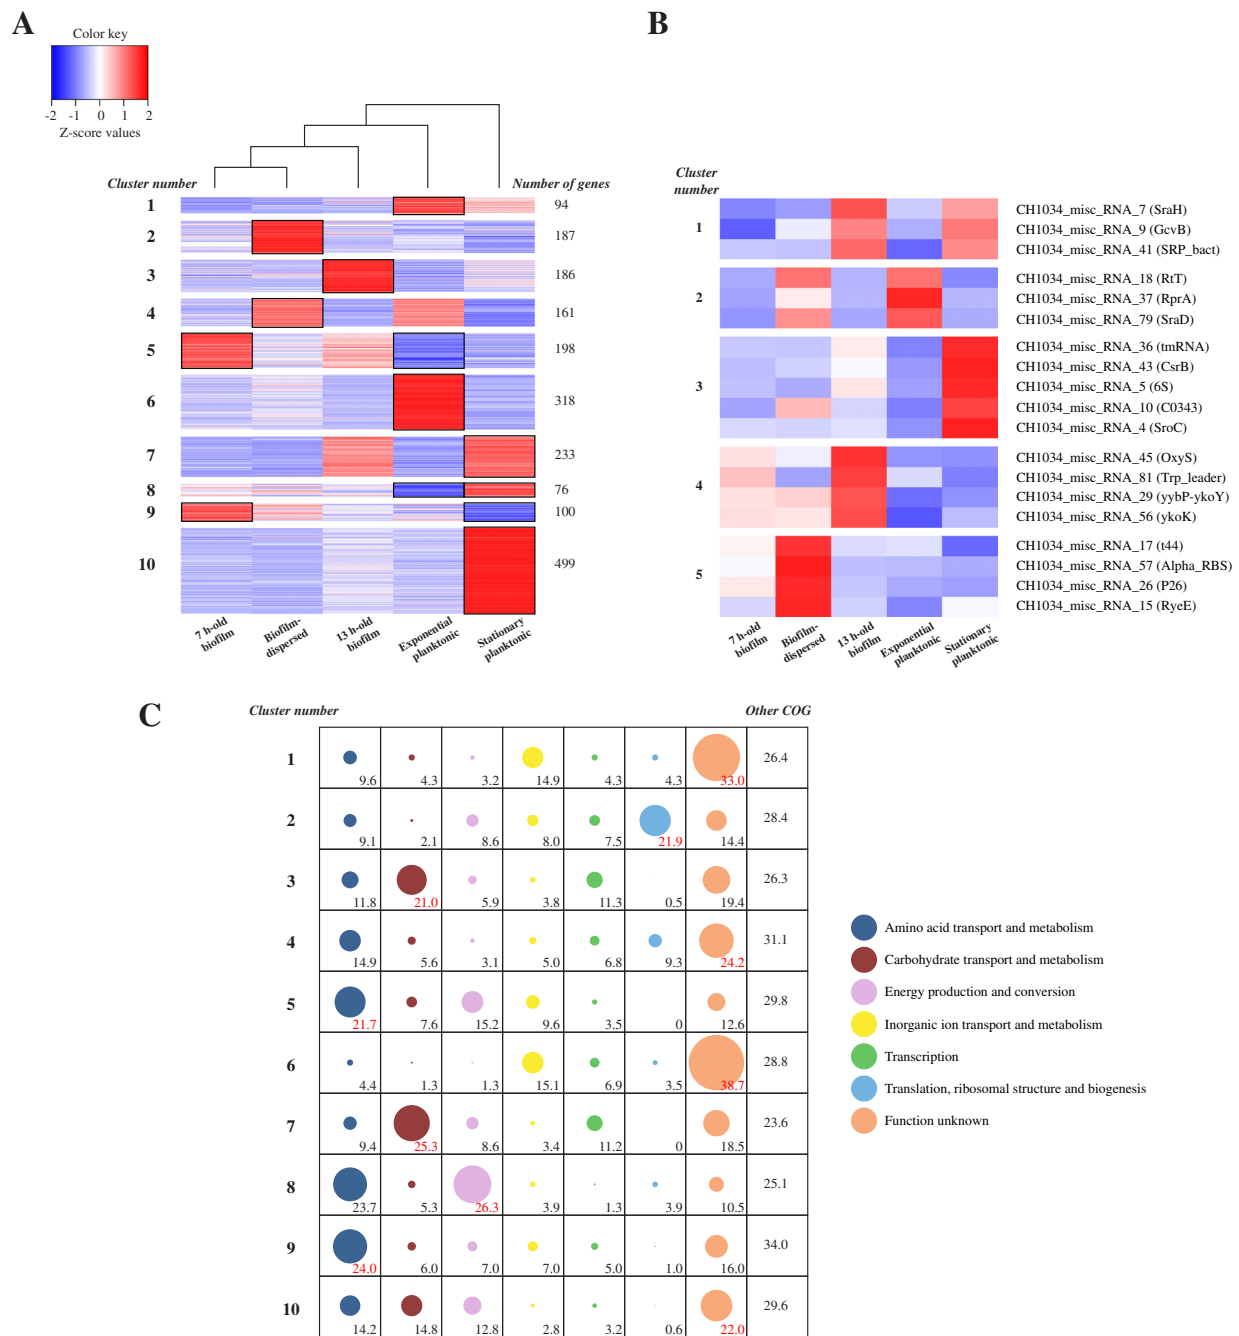 A
Color key
-2 -1 0 1 2
Z-score values
Cluster number
Number of genes
1 94
2 187
3 186
4 161
5 198
6 318
7 233
8 76
9 100
10 499
7 h-old biofilm
Biofilm-dispersed
13 h-old biofilm
Exponential planktonic
Stationary planktonic
B
Cluster number
1
CH1034_misc_RNA_7 (SraH)
CH1034_misc_RNA_9 (GcvB)
CH1034_misc_RNA_41 (SRP_bact)
2
CH1034_misc_RNA_18 (RtT)
CH1034_misc_RNA_37 (RprA)
CH1034_misc_RNA_79 (SraD)
3
CH1034_misc_RNA_36 (tmRNA)
CH1034_misc_RNA_43 (CsrB)
CH1034_misc_RNA_5 (6S)
CH1034_misc_RNA_10 (C0343)
CH1034_misc_RNA_4 (SroC)
4
CH1034_misc_RNA_45 (OxyS)
CH1034_misc_RNA_81 (Trp_leader)
CH1034_misc_RNA_29 (yybP-ykoY)
CH1034_misc_RNA_56 (ykoK)
5
CH1034_misc_RNA_17 (t44)
CH1034_misc_RNA_57 (Alpha_RBS)
CH1034_misc_RNA_26 (P26)
CH1034_misc_RNA_15 (RyeE)
7 h-old biofilm
Biofilm-dispersed
13 h-old biofilm
Exponential planktonic
Stationary planktonic
C
Cluster number
Other COG
1 9.6 4.3 3.2 14.9 4.3 4.3 33.0 26.4
2 9.1 2.1 8.6 8.0 7.5 21.9 14.4 28.4
3 11.8 21.0 5.9 3.8 11.3 0.5 19.4 26.3
4 14.9 5.6 3.1 5.0 6.8 9.3 24.2 31.1
5 21.7 7.6 15.2 9.6 3.5 0 12.6 29.8
6 4.4 1.3 1.3 15.1 6.9 3.5 38.7 28.8
7 9.4 25.3 8.6 3.4 11.2 0 18.5 23.6
8 23.7 5.3 26.3 3.9 1.3 3.9 10.5 25.1
9 24.0 6.0 7.0 7.0 5.0 1.0 16.0 34.0
10 14.2 14.8 12.8 2.8 3.2 0.6 22.0 29.6
Amino acid transport and metabolism
Carbohydrate transport and metabolism
Energy production and conversion
Inorganic ion transport and metabolism
Transcription
Translation, ribosomal structure and biogenesis
Function unknown